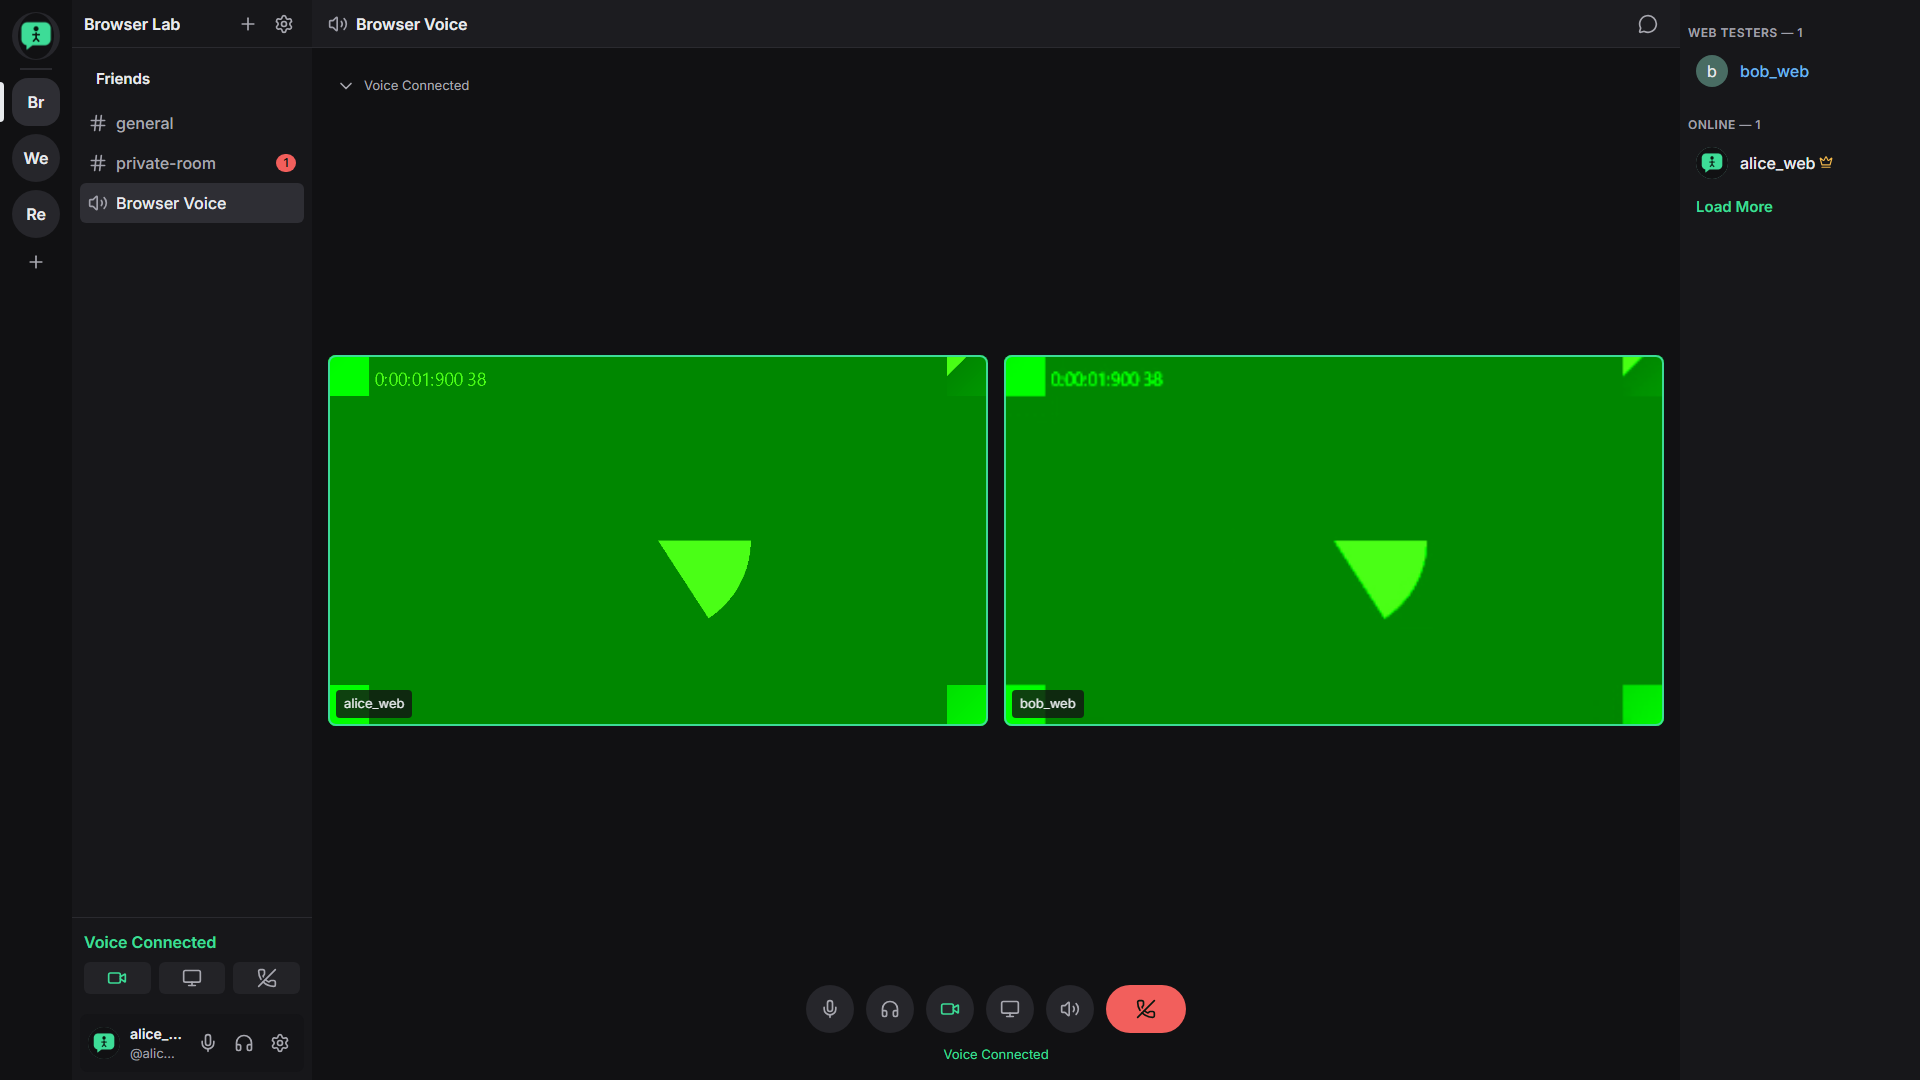 Browser Lab
Friends
general
private-room
1
Browser Voice
Br
We
Re
Browser Voice
Voice Connected
0:00:01:900 38
alice_web
0:00:01:900 38
bob_web
Voice Connected
alice_...
@alic...
Voice Connected
WEB TESTERS — 1
b
bob_web
ONLINE — 1
alice_web
Load More